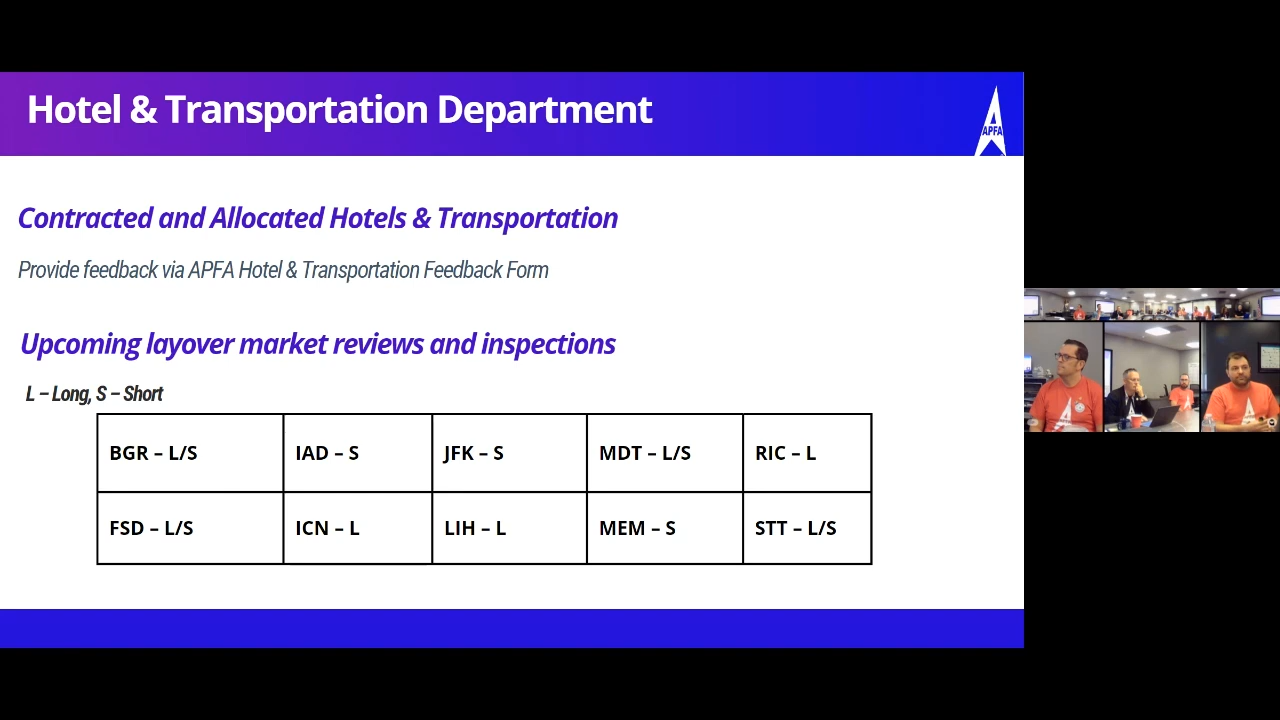 Hotel & Transportation Department
APFA
Contracted and Allocated Hotels & Transportation
Provide feedback via APFA Hotel & Transportation Feedback Form
Upcoming layover market reviews and inspections
L – Long, S – Short
BGR – L/S
IAD – S
JFK – S
MDT – L/S
RIC – L
FSD – L/S
ICN – L
LIH – L
MEM – S
STT – L/S